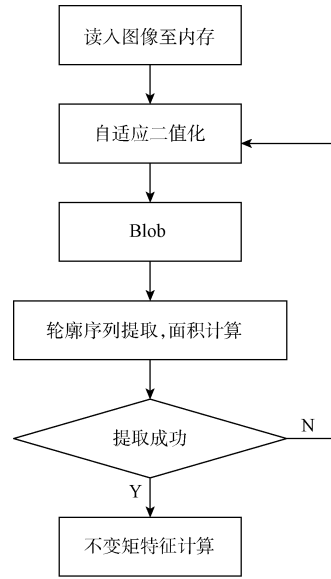 读入图像至内存
自适应二值化
Blob
轮廓序列提取,面积计算
提取成功
N
Y
不变矩特征计算